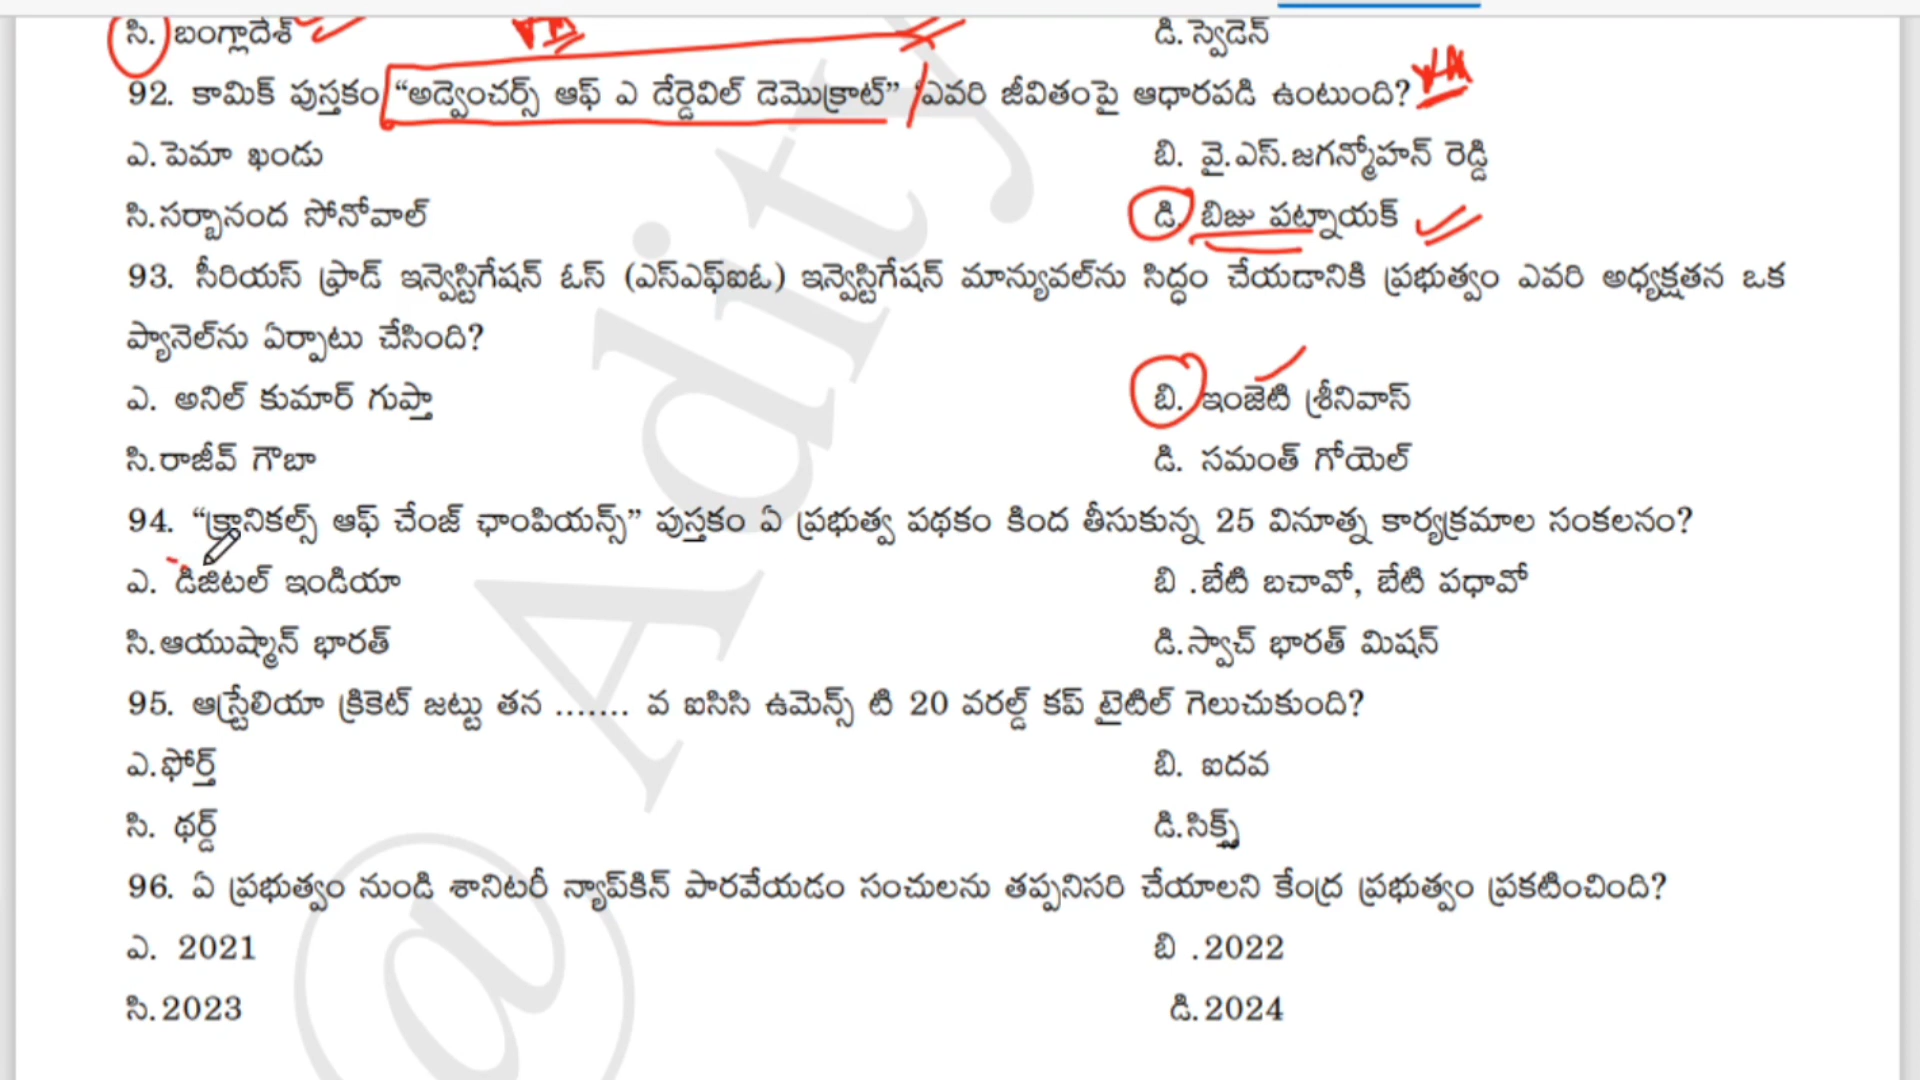 సి. బంగ్లాదేశ్ డి. స్వెడెన్
92. కామిక్ పుస్తకం “అడ్వెంచర్స్ ఆఫ్ ఎ డేర్డెవిల్ డెమొక్రాట్” ఎవరి జీవితంపై ఆధారపడి ఉంటుంది?
ఎ. పెమా ఖండు బి. వై.ఎస్.జగన్మోహన్ రెడ్డి
సి.సర్బానంద సోనోవాల్ డి. బిజు పట్నాయక్
93. సీరియస్ ఫ్రాడ్ ఇన్వెస్టిగేషన్ ఓస్ (ఎస్ఎఫ్ఐఓ) ఇన్వెస్టిగేషన్ మాన్యువల్‌ను సిద్ధం చేయడానికి ప్రభుత్వం ఎవరి అధ్యక్షతన ఒక
ప్యానెల్‌ను ఏర్పాటు చేసింది?
ఎ. అనిల్ కుమార్ గుప్తా బి. ఇంజెటి శ్రీనివాస్
సి.రాజీవ్ గౌబా డి. సమంత్ గోయెల్
94. “క్రానికల్స్ ఆఫ్ చేంజ్ ఛాంపియన్స్” పుస్తకం ఏ ప్రభుత్వ పథకం కింద తీసుకున్న 25 వినూత్న కార్యక్రమాల సంకలనం?
ఎ. డిజిటల్ ఇండియా బి .బేటి బచావో, బేటి పధావో
సి.ఆయుష్మాన్ భారత్ డి.స్వాచ్ భారత్ మిషన్
95. ఆస్ట్రేలియా క్రికెట్ జట్టు తన ....... వ ఐసిసి ఉమెన్స్ టి 20 వరల్డ్ కప్ టైటిల్ గెలుచుకుంది?
ఎ.ఫోర్త్ బి. ఐదవ
సి. థర్డ్ డి.సిక్స్త్
96. ఏ ప్రభుత్వం నుండి శానిటరీ న్యాప్‌కిన్ పారవేయడం సంచులను తప్పనిసరి చేయాలని కేంద్ర ప్రభుత్వం ప్రకటించింది?
ఎ. 2021 బి .2022
సి.2023 డి.2024
@ Adity